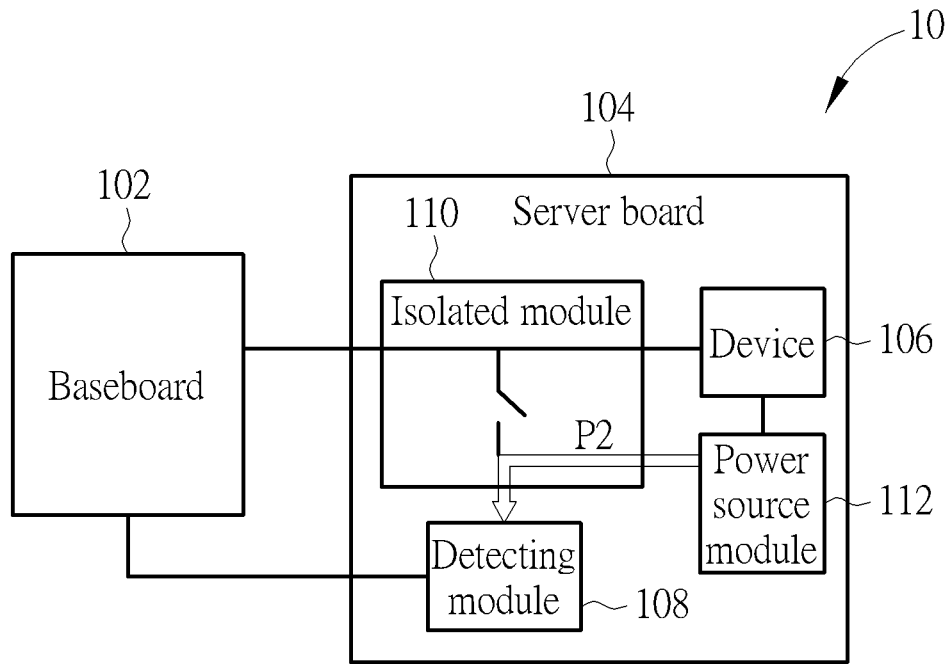 10
104
102
110
Server board
Isolated module
Device
106
Baseboard
P2
Power
source
module
112
Detecting
module
108